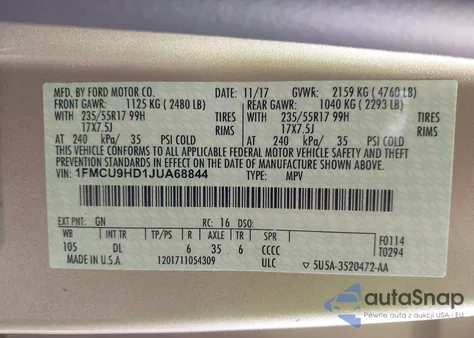 MFD. BY FORD MOTOR CO. 11/17 GVWR: 2159 KG ( 4760 LB)
FRONT GAWR: 1125 KG ( 2480 LB) REAR GAWR: 1040 KG ( 2293 LB)
WITH 235/55R17 99H TIRES WITH 235/55R17 99H TIRES
17X7.5J RIMS 17X7.5J RIMS
AT 240 kPa/ 35 PSI COLD AT 240 kPa/ 35 PSI COLD
THIS VEHICLE CONFORMS TO ALL APPLICABLE FEDERAL MOTOR VEHICLE SAFETY AND THEFT PREVENTION STANDARDS IN EFFECT ON THE DATE OF MANUFACTURE SHOWN ABOVE.
VIN: 1FMCU9HD1JUA68844 TYPE: MPV
EXT PNT: GN RC: 16 DSO:
WB INT TR TP/PS R AXLE TR SPR F0114
105 DL 6 35 6 CCCC T0294
MADE IN U.S.A. 1201711054309 ULC 5U5A-3520472-AA
autoSnap
Pewne auto z USA i EU